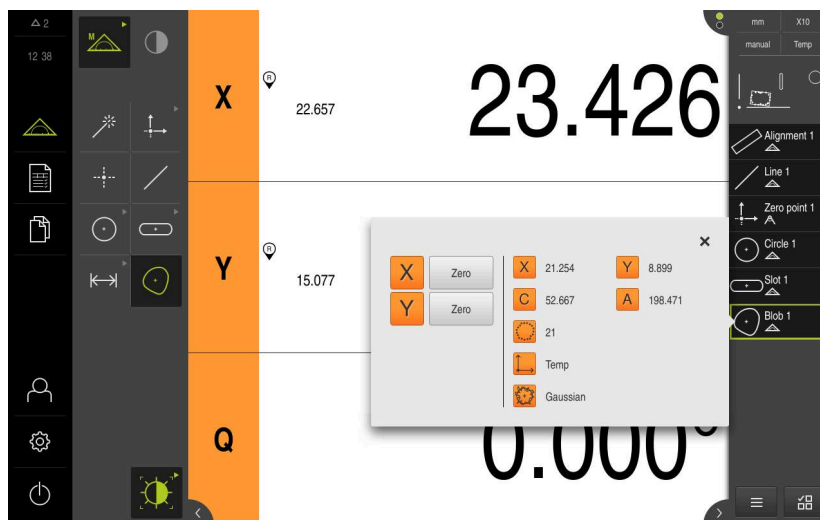 2
12 38
M
X
R
22.657
23.426
Y
R
15.077
Q
0.000°
X Zero
Y Zero
X 21.254 Y 8.899
C 52.667 A 198.471
21
Temp
Gaussian
mm X10
manual Temp
Alignment 1
Line 1
Zero point 1
Circle 1
Slot 1
Blob 1